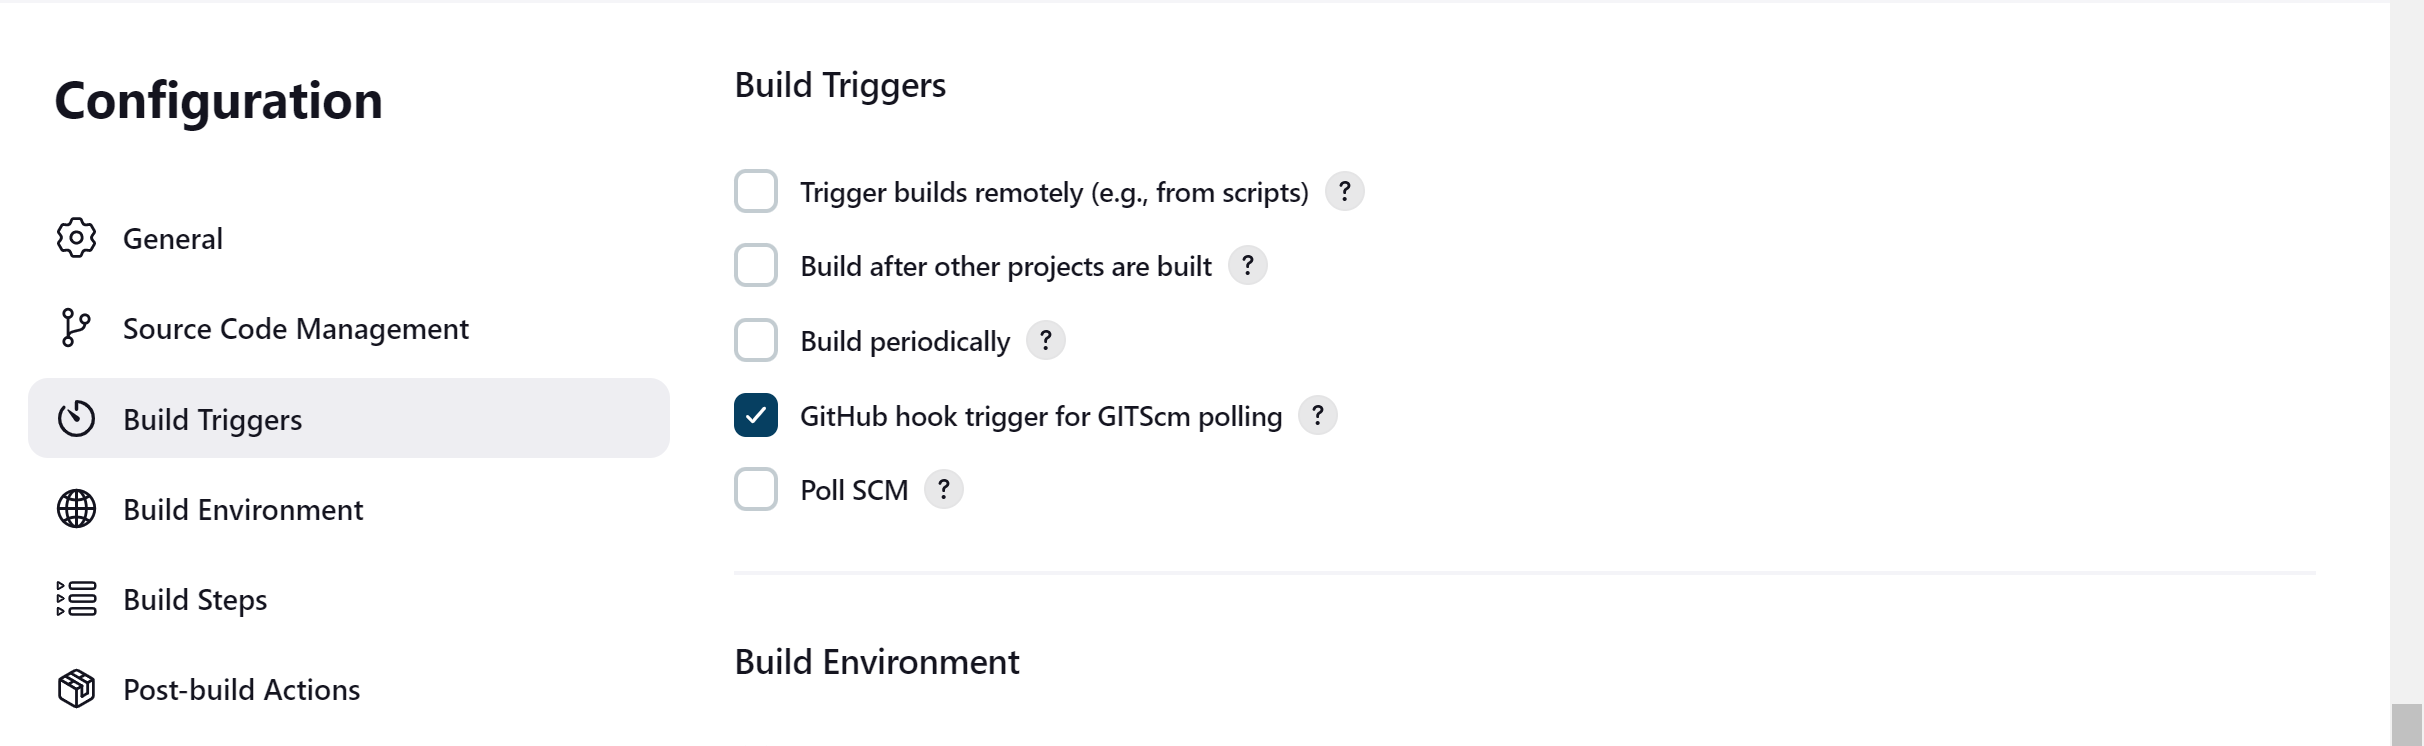 Configuration
General
Source Code Management
Build Triggers
Build Environment
Build Steps
Post-build Actions
Build Triggers
Trigger builds remotely (e.g., from scripts) ?
Build after other projects are built ?
Build periodically ?
GitHub hook trigger for GITScm polling ?
Poll SCM ?
Build Environment